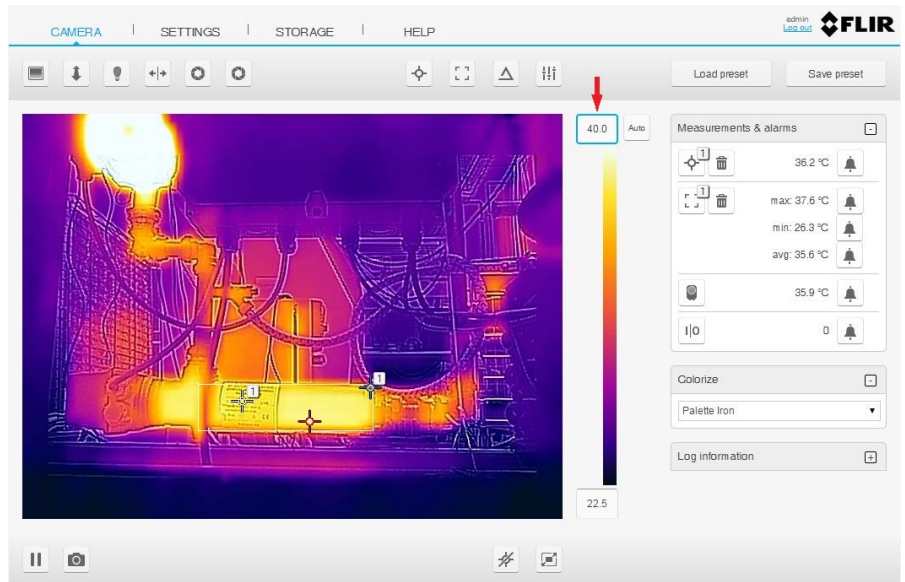 CAMERA | SETTINGS | STORAGE | HELP
admin
Log out
FLIR
Load preset
Save preset
40.0
Auto
22.5
1
1
Measurements & alarms
1
36.2 °C
1
max: 37.6 °C
min: 26.3 °C
avg: 35.6 °C
35.9 °C
I|O
0
Colorize
Palette Iron
Log information